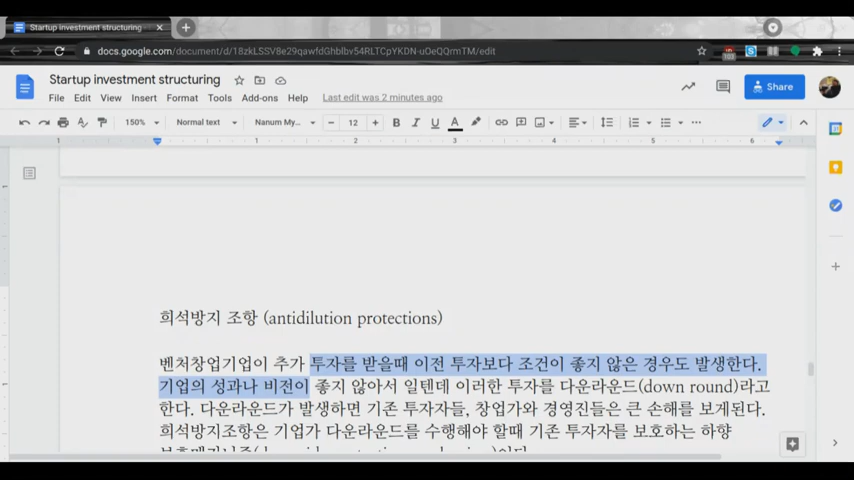 Startup investment structuring
docs.google.com/document/d/18zkLSSV8e29qawfdGhblbv54RLTCpYKDN-uOeQQrmTM/edit
Startup investment structuring
File Edit View Insert Format Tools Add-ons Help Last edit was 2 minutes ago
Share
150% Normal text Nanum My... 12 B I U A
1 1 2 3 4 5 6
희석방지 조항 (antidilution protections)
벤처창업기업이 추가 투자를 받을때 이전 투자보다 조건이 좋지 않은 경우도 발생한다.
기업의 성과나 비전이 좋지 않아서 일텐데 이러한 투자를 다운라운드(down round)라고
한다. 다운라운드가 발생하면 기존 투자자들, 창업가와 경영진들은 큰 손해를 보게된다.
희석방지조항은 기업가 다운라운드를 수행해야 할때 기존 투자자를 보호하는 하향